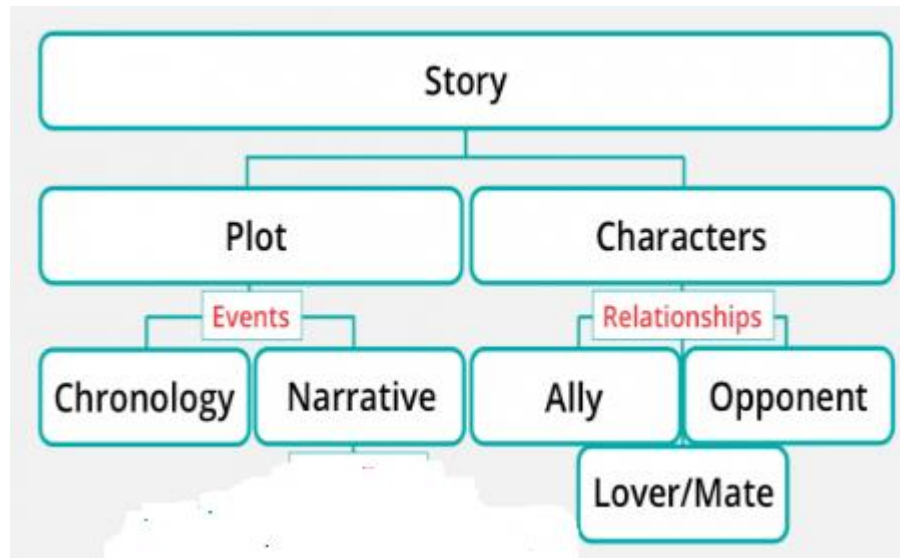 Story
Plot
Characters
Events
Relationships
Chronology
Narrative
Ally
Opponent
Lover/Mate